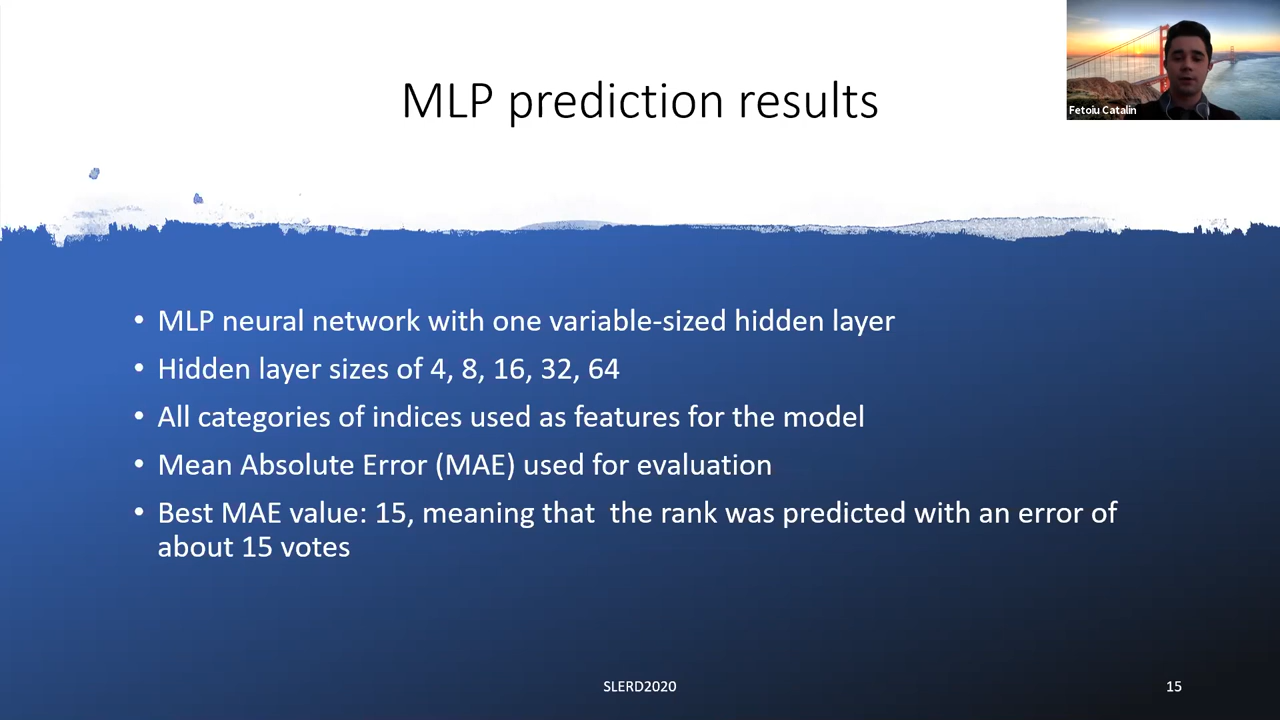 MLP prediction results
Fetoiu Catalin
• MLP neural network with one variable-sized hidden layer
• Hidden layer sizes of 4, 8, 16, 32, 64
• All categories of indices used as features for the model
• Mean Absolute Error (MAE) used for evaluation
• Best MAE value: 15, meaning that  the rank was predicted with an error of
about 15 votes
SLERD2020
15